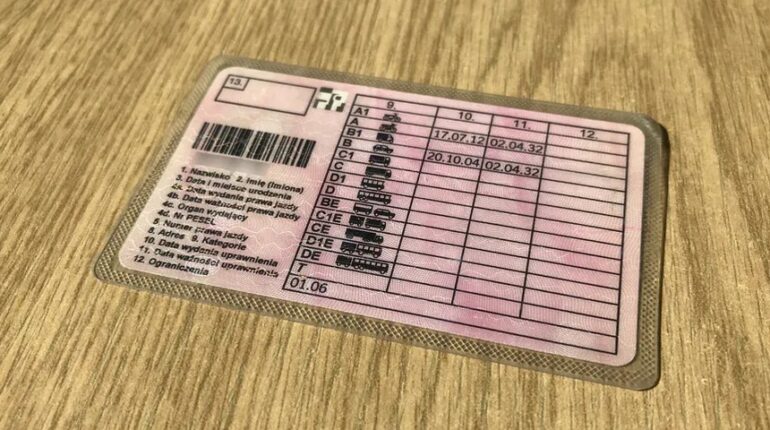 13.
1. Nazwisko 2. Imię (Imiona)
3. Data i miejsce urodzenia
4a. Data wydania prawa jazdy
4b. Data ważności prawa jazdy
4c. Organ wydający
4d. Nr PESEL
5. Numer prawa jazdy
8. Adres 9. Kategorie
10. Data wydania uprawnienia
11. Data ważności uprawnienia
12. Ograniczenia
9. 10. 11. 12.
A1
A 17.07.12 02.04.32
B1
B 20.10.04 02.04.32
C1
C
D1
D
BE
C1E
CE
D1E
DE
T
01.06